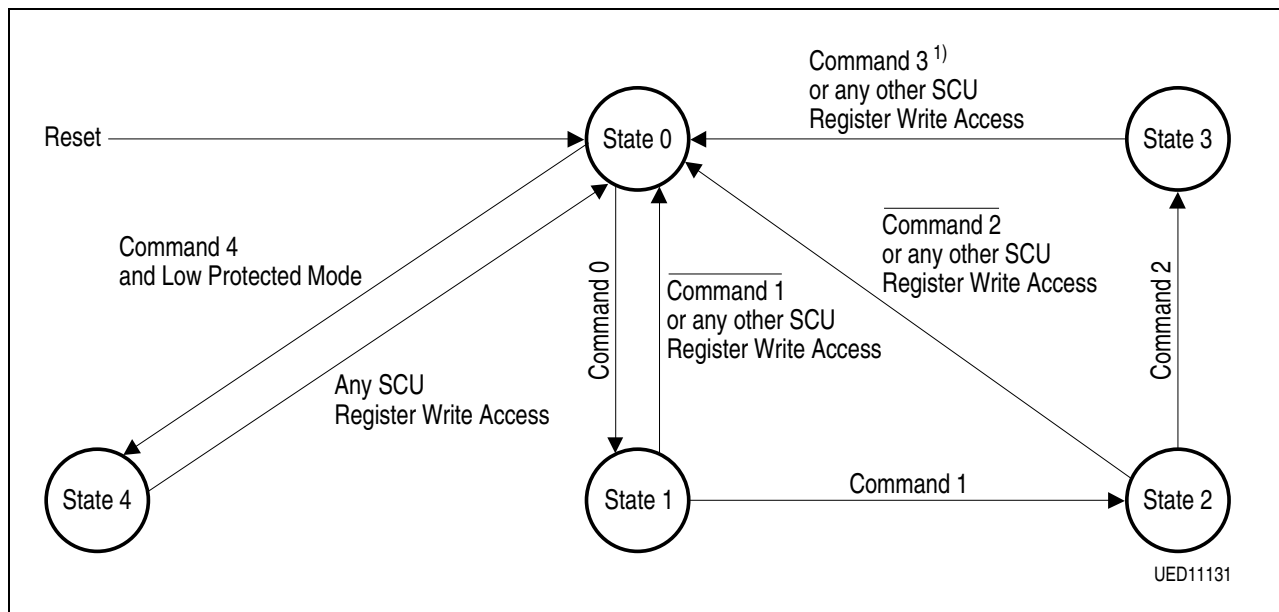 Command 3 1)
or any other SCU
Register Write Access
Reset
State 0
State 3
Command 2
or any other SCU
Register Write Access
Command 4
and Low Protected Mode
Command 0
Command 1
or any other SCU
Register Write Access
Command 2
Any SCU
Register Write Access
State 4
State 1
Command 1
State 2
UED11131